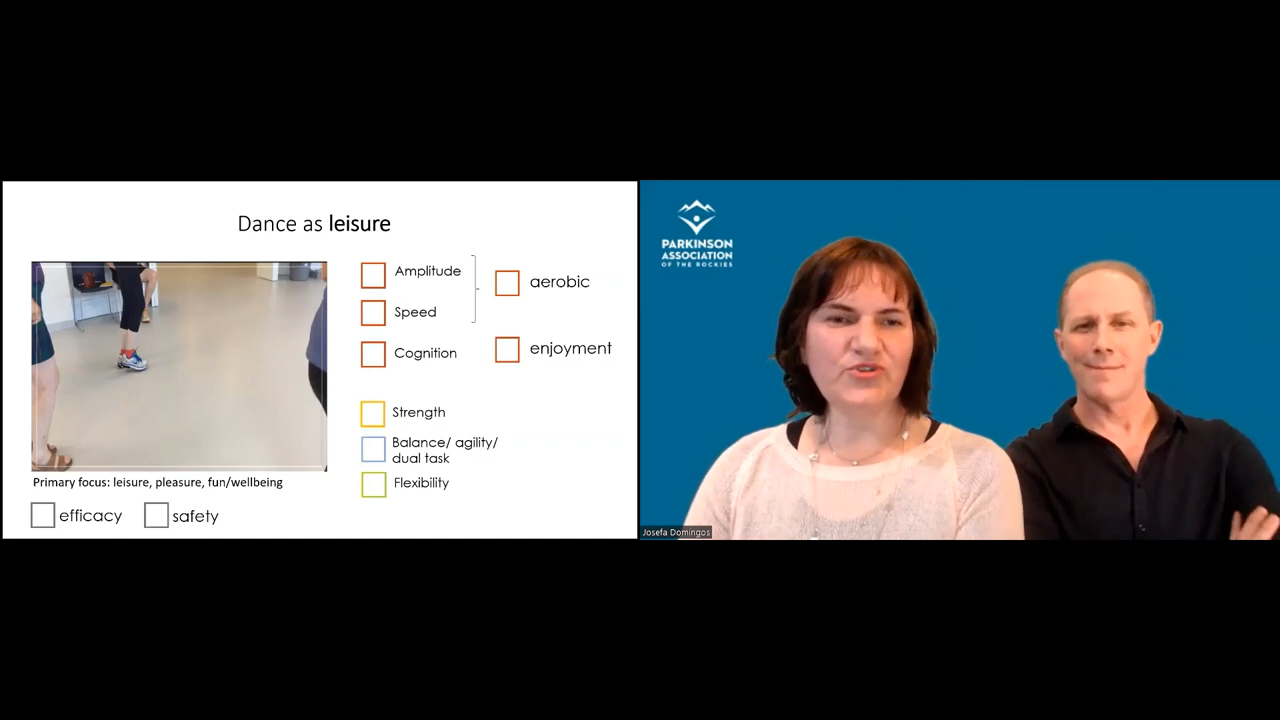 Dance as leisure
Amplitude
Speed
Cognition
aerobic
enjoyment
Strength
Balance/ agility/
dual task
Flexibility
Primary focus: leisure, pleasure, fun/wellbeing
efficacy
safety
PARKINSON
ASSOCIATION
OF THE ROCKIES
Josefa Domingos